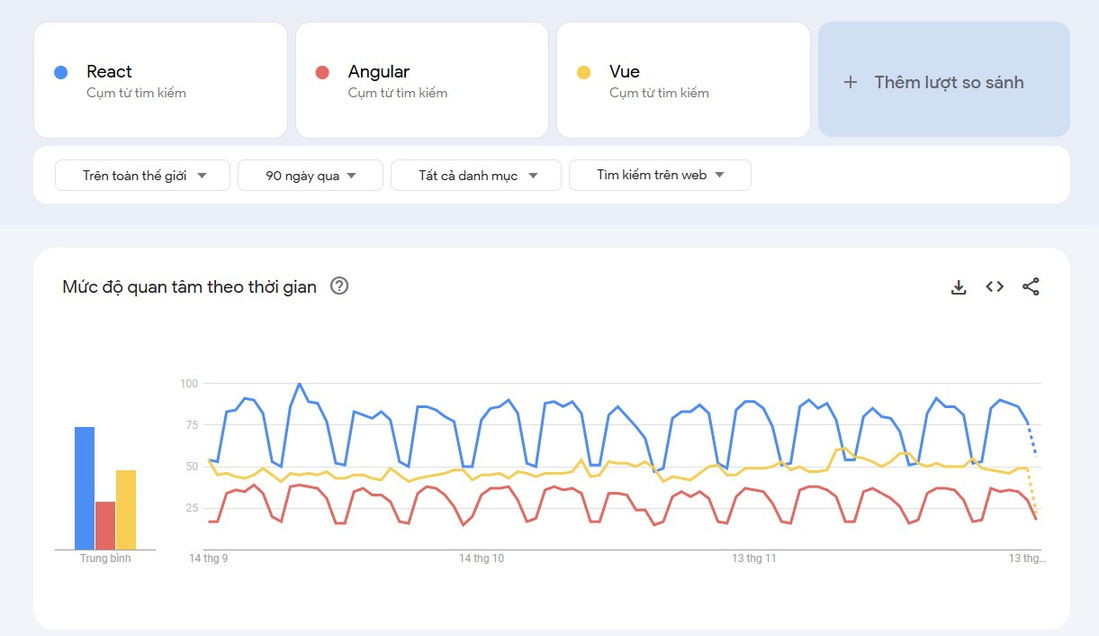 React
Cụm từ tìm kiếm
Angular
Cụm từ tìm kiếm
Vue
Cụm từ tìm kiếm
+ Thêm lượt so sánh
Trên toàn thế giới
90 ngày qua
Tất cả danh mục
Tìm kiếm trên web
Mức độ quan tâm theo thời gian
100
75
50
25
Trung bình
14 thg 9
14 thg 10
13 thg 11
13 thg…